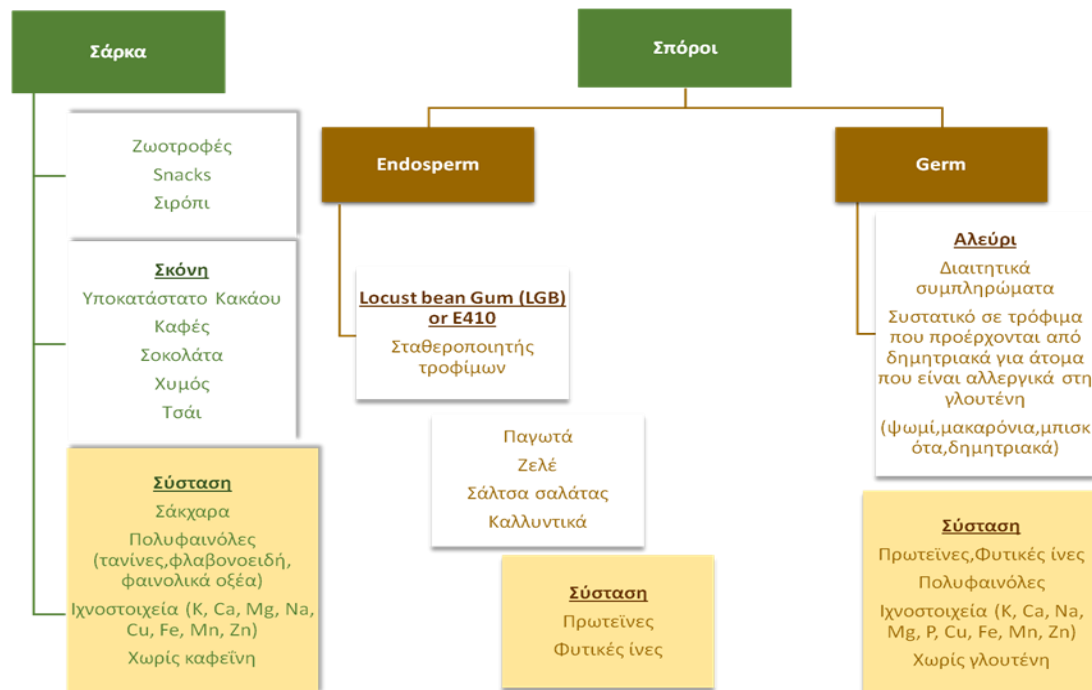 Σάρκα
Ζωοτροφές
Snacks
Σιρόπι
Σκόνη
Υποκατάστατο Κακάου
Καφές
Σοκολάτα
Χυμός
Τσάι
Σύσταση
Σάκχαρα
Πολυφαινόλες
(τανίνες,φλαβονοειδή,
φαινολικά οξέα)
Ιχνοστοιχεία (K, Ca, Mg, Na,
Cu, Fe, Mn, Zn)
Χωρίς καφεΐνη
Σπόροι
Endosperm
Locust bean Gum (LGB)
or E410
Σταθεροποιητής
τροφίμων
Παγωτά
Ζελέ
Σάλτσα σαλάτας
Καλλυντικά
Σύσταση
Πρωτεϊνες
Φυτικές ίνες
Germ
Αλεύρι
Διαιτητικά
συμπληρώματα
Συστατικό σε τρόφιμα
που προέρχονται από
δημητριακά για άτομα
που είναι αλλεργικά στη
γλουτένη
(ψωμί,μακαρόνια,μπισκ
ότα,δημητριακά)
Σύσταση
Πρωτεϊνες,Φυτικές ίνες
Πολυφαινόλες
Ιχνοστοιχεία (K, Ca, Na,
Mg, P, Cu, Fe, Mn, Zn)
Χωρίς γλουτένη